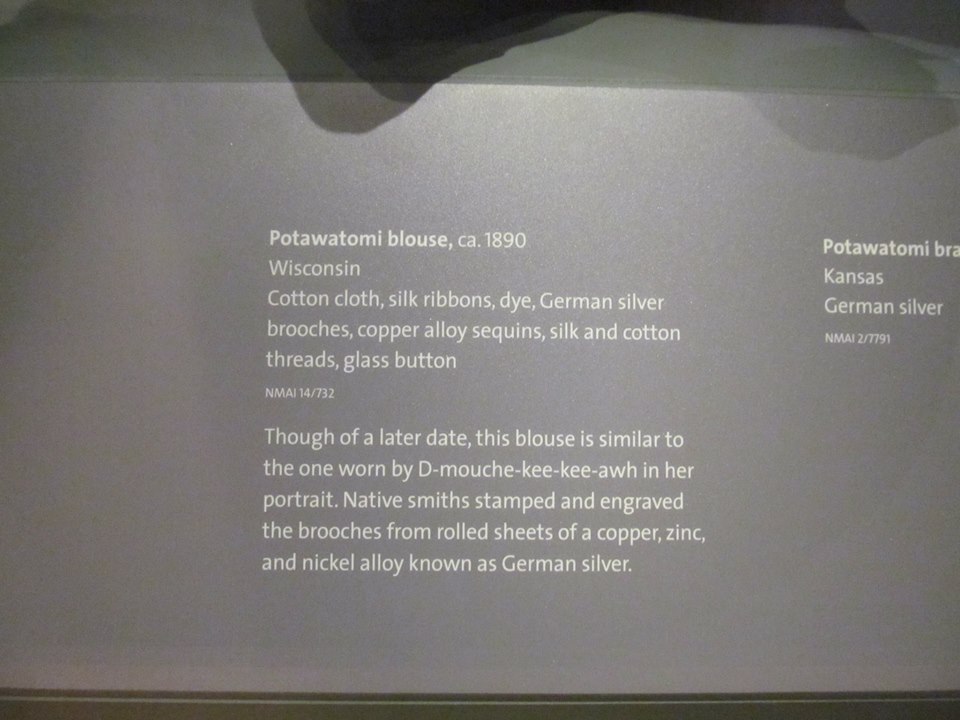 Potawatomi blouse, ca. 1890
Wisconsin
Cotton cloth, silk ribbons, dye, German silver
brooches, copper alloy sequins, silk and cotton
threads, glass button
NMAI 14/732
Though of a later date, this blouse is similar to
the one worn by D-mouche-kee-kee-awh in her
portrait. Native smiths stamped and engraved
the brooches from rolled sheets of a copper, zinc,
and nickel alloy known as German silver.
Potawatomi bra
Kansas
German silver
NMAI 2/7791